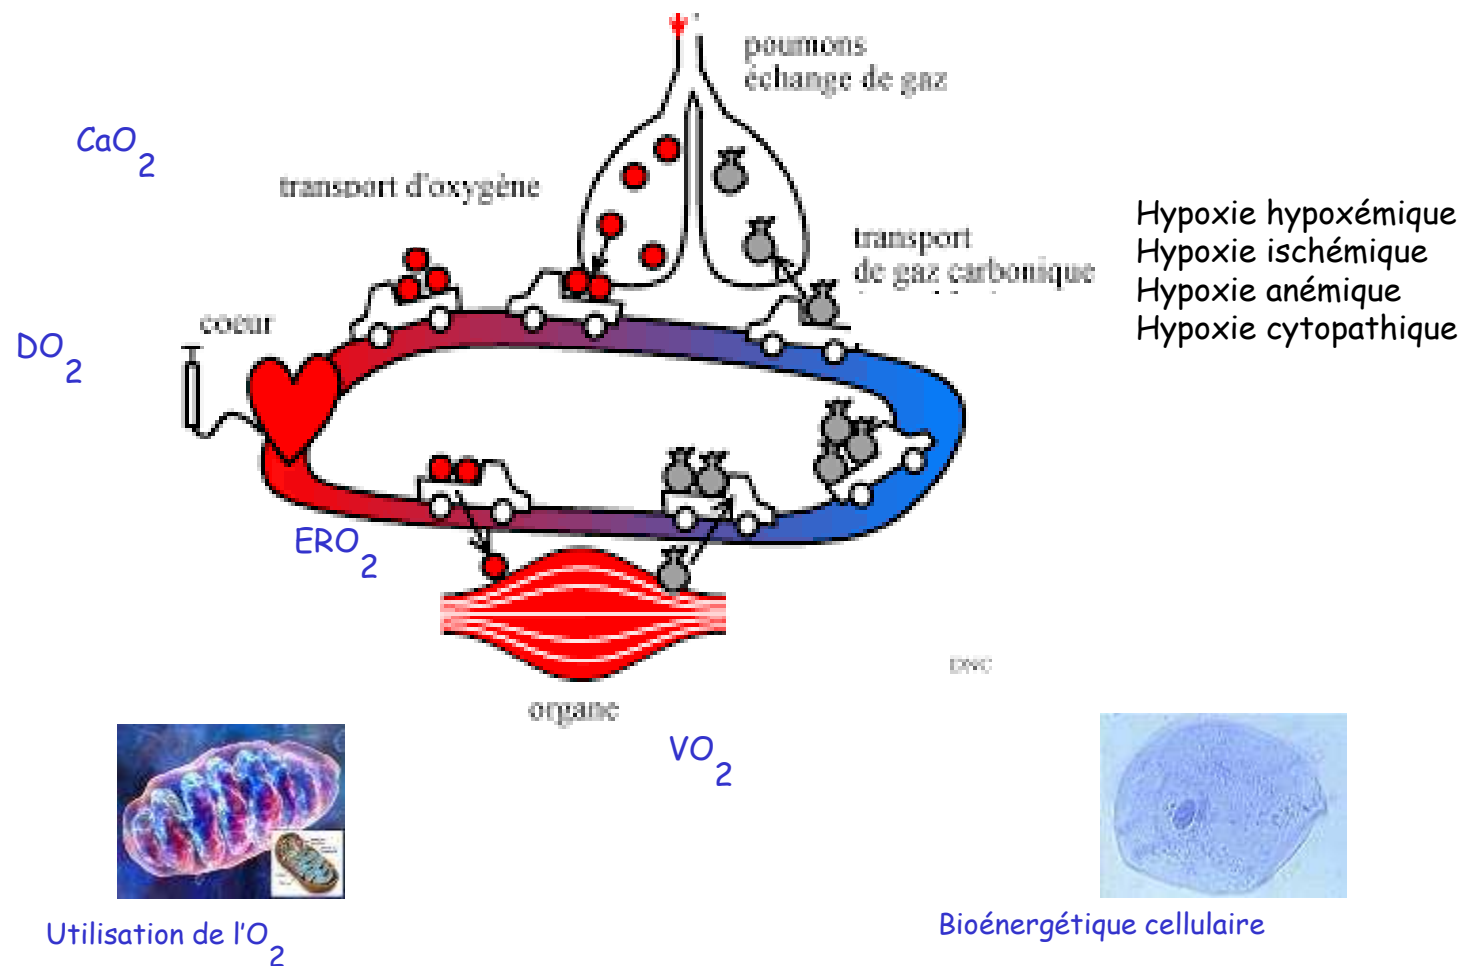 poumons
échange de gaz
CaO2
transport d'oxygène
Hypoxie hypoxémique
Hypoxie ischémique
Hypoxie anémique
Hypoxie cytopathique
transport
de gaz carbonique
coeur
DO2
ERO2
organe
VO2
Utilisation de l'O2
Bioénergétique cellulaire